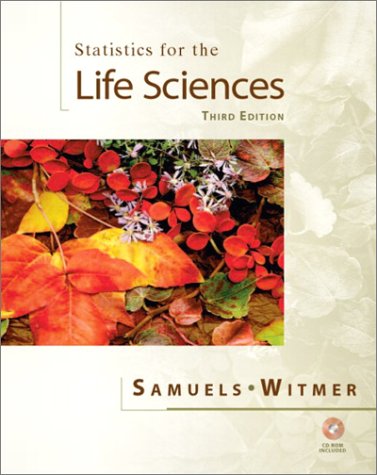 Statistics for the
Life Sciences
THIRD EDITION
SAMUELS • WITMER
CD-ROM
INCLUDED